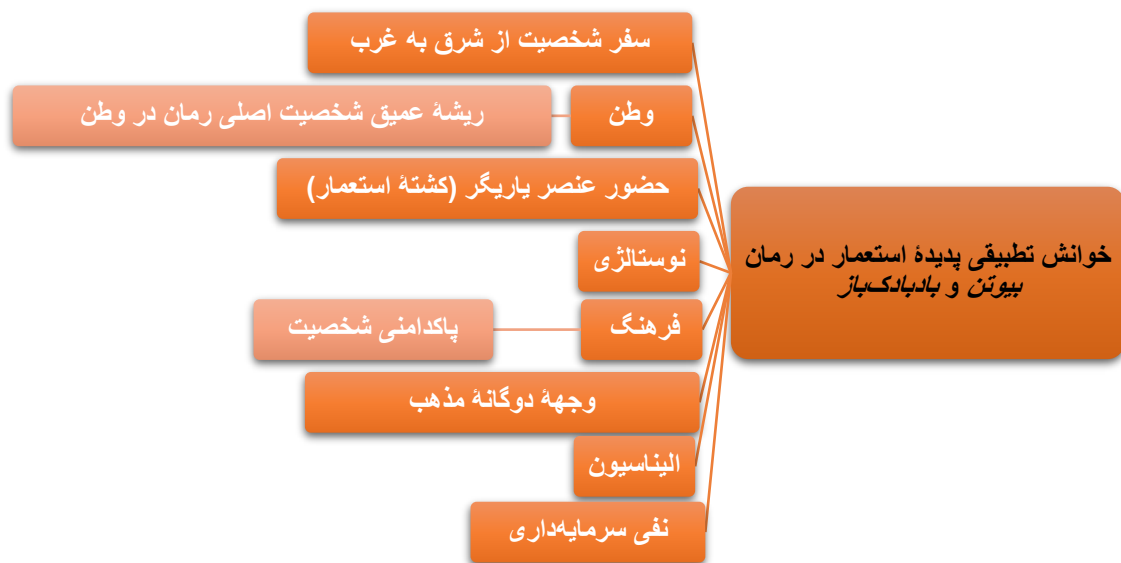 خوانش تطبیقی پدیدهٔ استعمار در رمان
بیوتن و بادبادک‌باز
سفر شخصیت از شرق به غرب
وطن
ریشهٔ عمیق شخصیت اصلی رمان در وطن
حضور عنصر یاریگر (کشتهٔ استعمار)
نوستالژی
فرهنگ
پاکدامنی شخصیت
وجههٔ دوگانهٔ مذهب
الیناسیون
نفی سرمایه‌داری